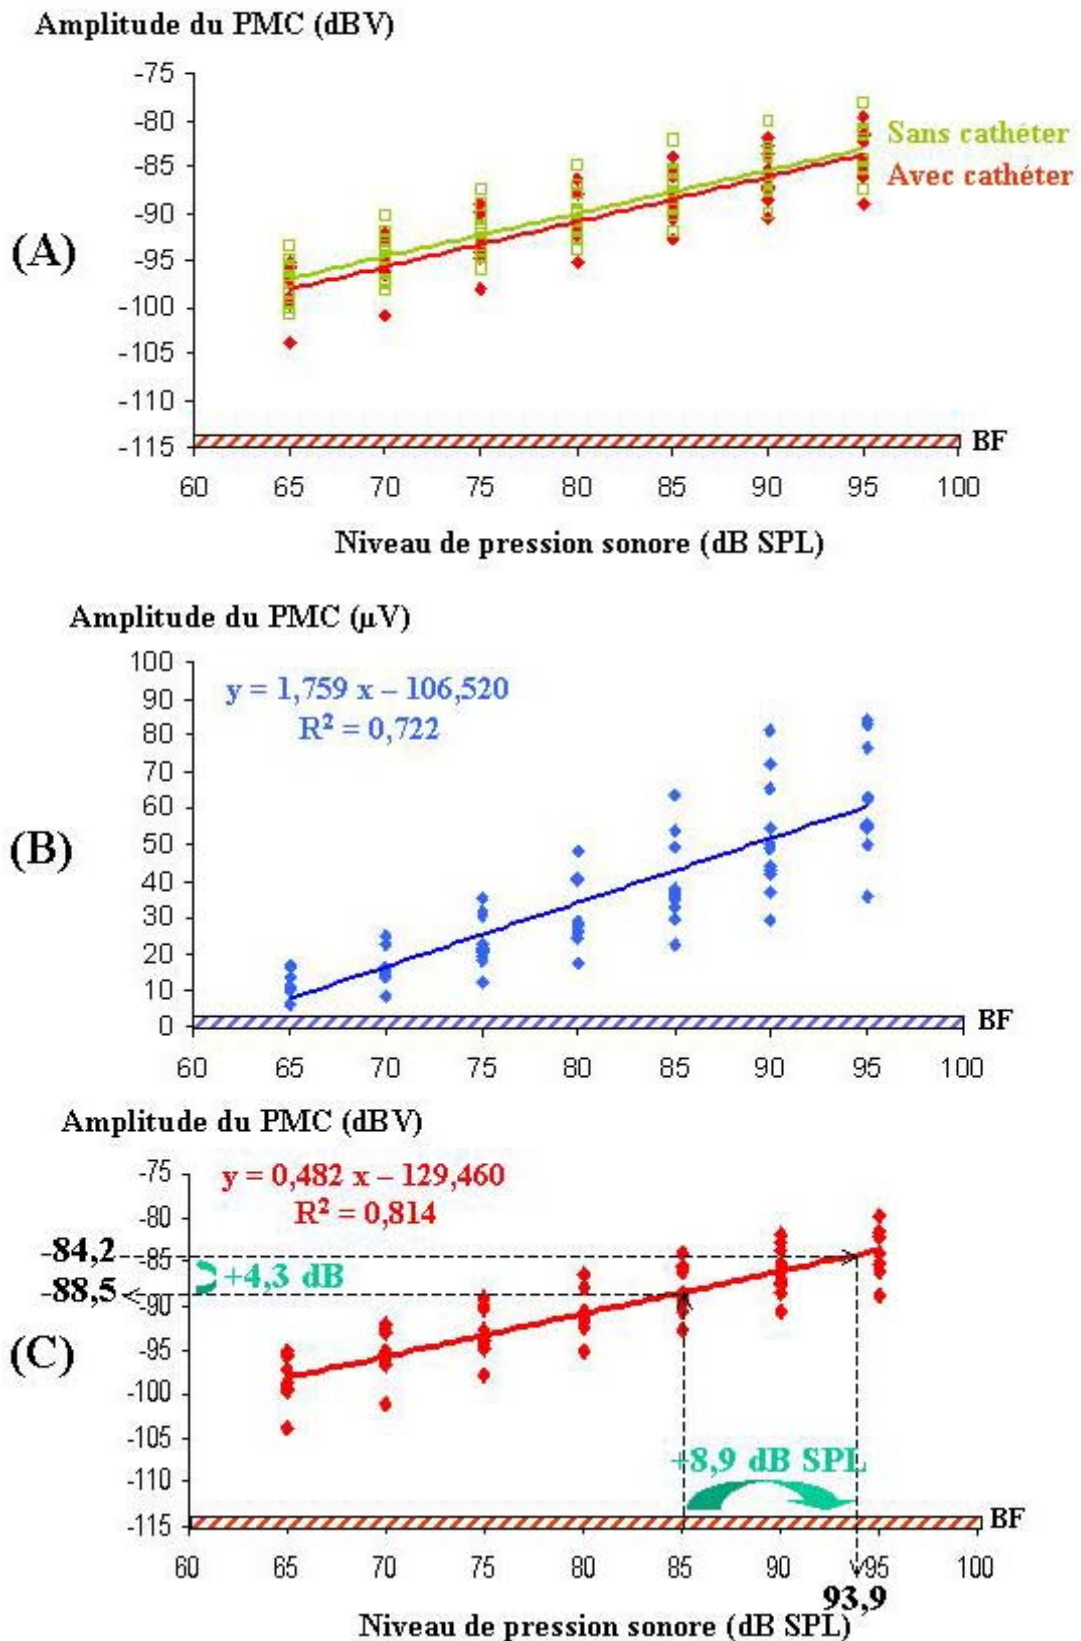 Amplitude du PMC (dBV)
-75
-80
-85
-90
-95
-100
-105
-110
-115
Sans cathéter
Avec cathéter
(A)
BF
60 65 70 75 80 85 90 95 100
Niveau de pression sonore (dB SPL)
Amplitude du PMC (µV)
100
90
80
70
60
50
40
30
20
10
0
y = 1,759 x – 106,520
R² = 0,722
(B)
BF
60 65 70 75 80 85 90 95 100
Amplitude du PMC (dBV)
-75
-80
-85
-90
-95
-100
-105
-110
-115
y = 0,482 x – 129,460
R² = 0,814
-84,2
+4,3 dB
-88,5
(C)
+8,9 dB SPL
BF
60 65 70 75 80 85 90 95 100
93,9
Niveau de pression sonore (dB SPL)